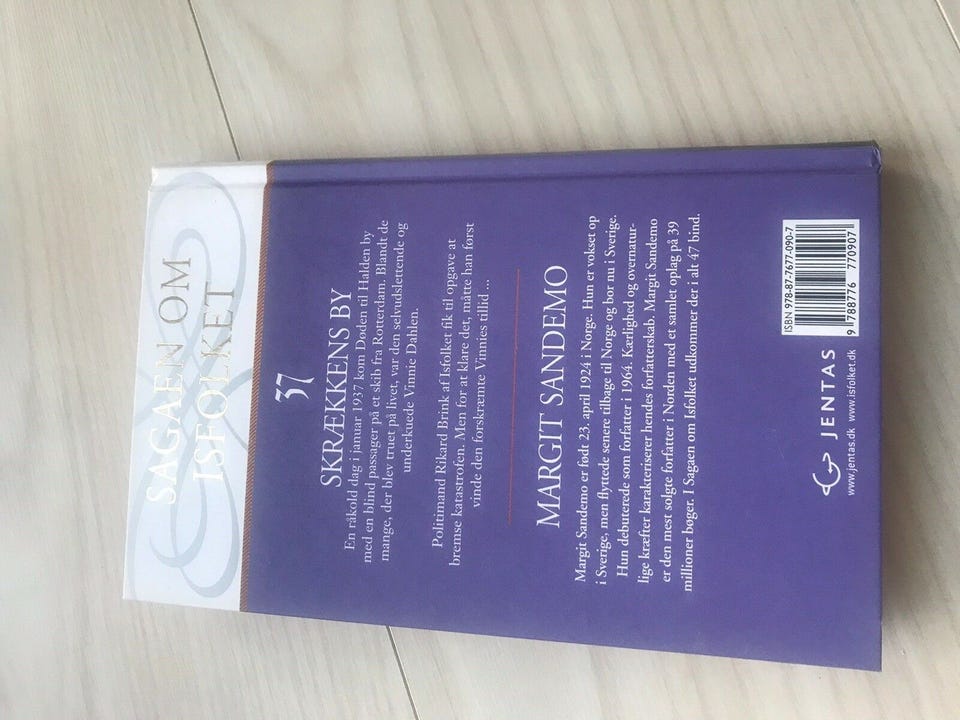 SAGAEN OM
ISFOLKET
37
SKRÆKKENS BY
En råkold dag i januar 1937 kom Døden til Halden by
med en blind passager på et skib fra Rotterdam. Blandt de
mange, der blev truet på livet, var den selvudslettende og
underkuede Vinnie Dahlen.
Politimand Rikard Brink af Isfolket fik til opgave at
bremse katastrofen. Men for at klare det, måtte han først
vinde den forskræmte Vinnies tillid ...
MARGIT SANDEMO
Margit Sandemo er født 23. april 1924 i Norge. Hun er vokset op
i Sverige, men flyttede senere tilbage til Norge og bor nu i Sverige.
Hun debuterede som forfatter i 1964. Kærlighed og overnatur-
lige kræfter karakteriserer hendes forfatterskab. Margit Sandemo
er den mest solgte forfatter i Norden med et samlet oplag på 39
millioner bøger. I Sagaen om Isfolket udkommer der i alt 47 bind.
JENTAS
www.jentas.dk www.isfolket.dk
ISBN 978-87-7677-090-7
9 788776 770907